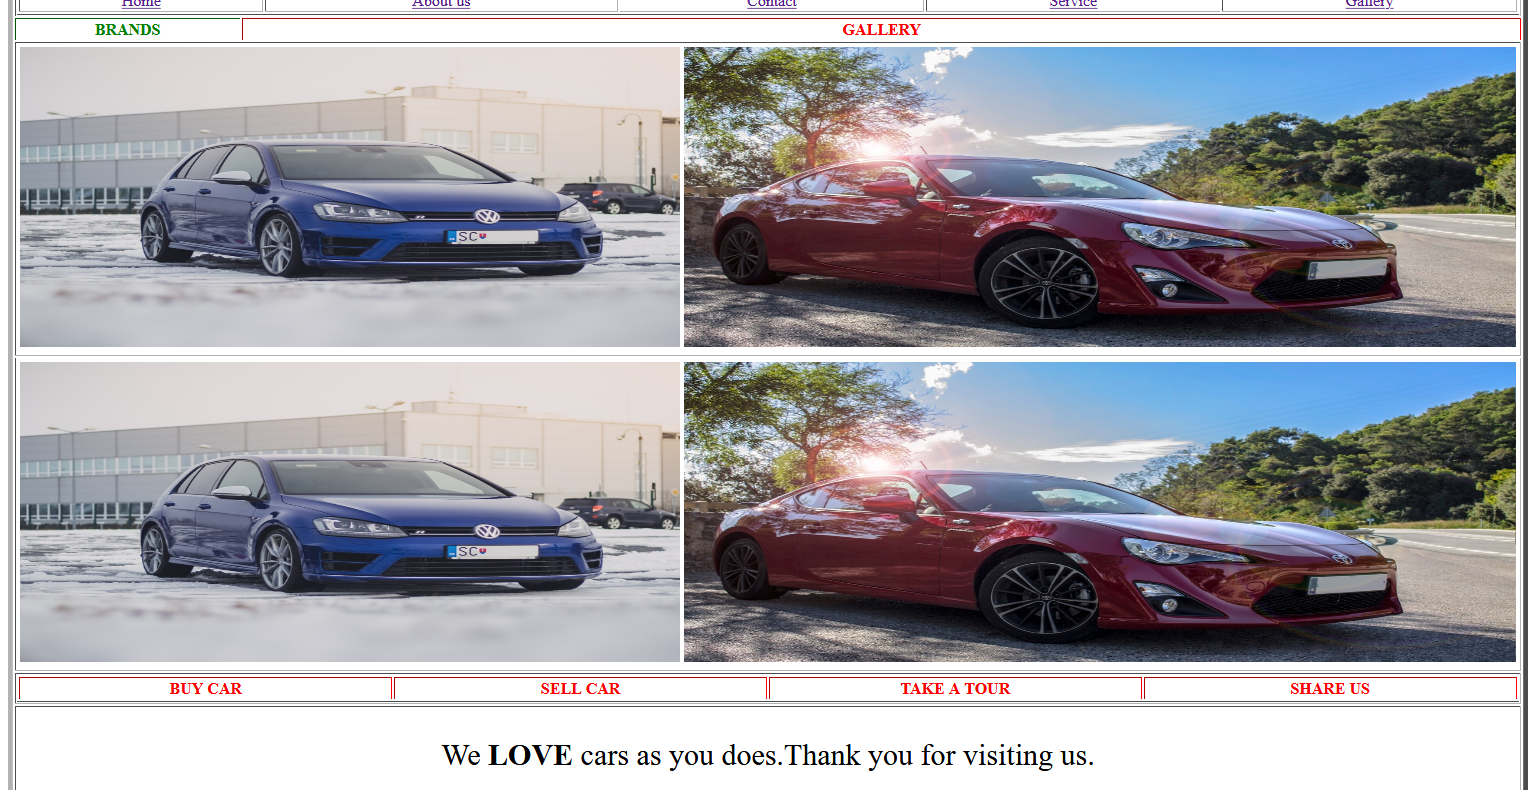 Home About us Contact Service Gallery
BRANDS GALLERY
SC
SC
BUY CAR SELL CAR TAKE A TOUR SHARE US
We LOVE cars as you does.Thank you for visiting us.